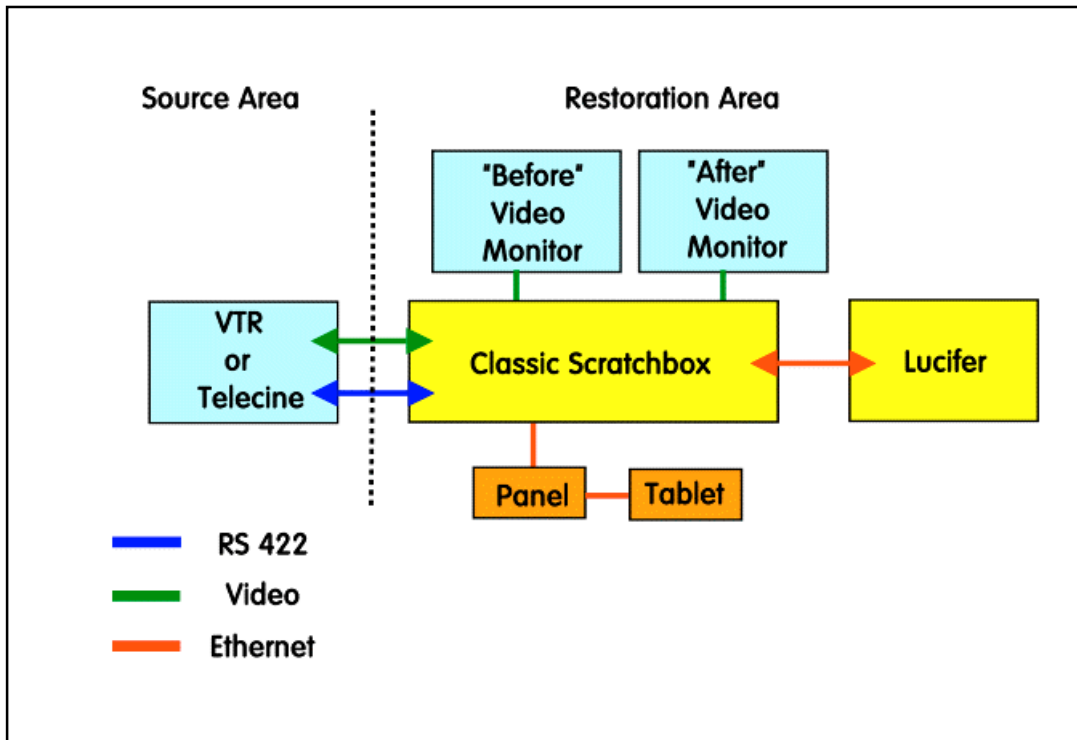 Source Area
Restoration Area
"Before"
Video
Monitor
"After"
Video
Monitor
VTR
or
Telecine
Classic Scratchbox
Lucifer
Panel
Tablet
RS 422
Video
Ethernet